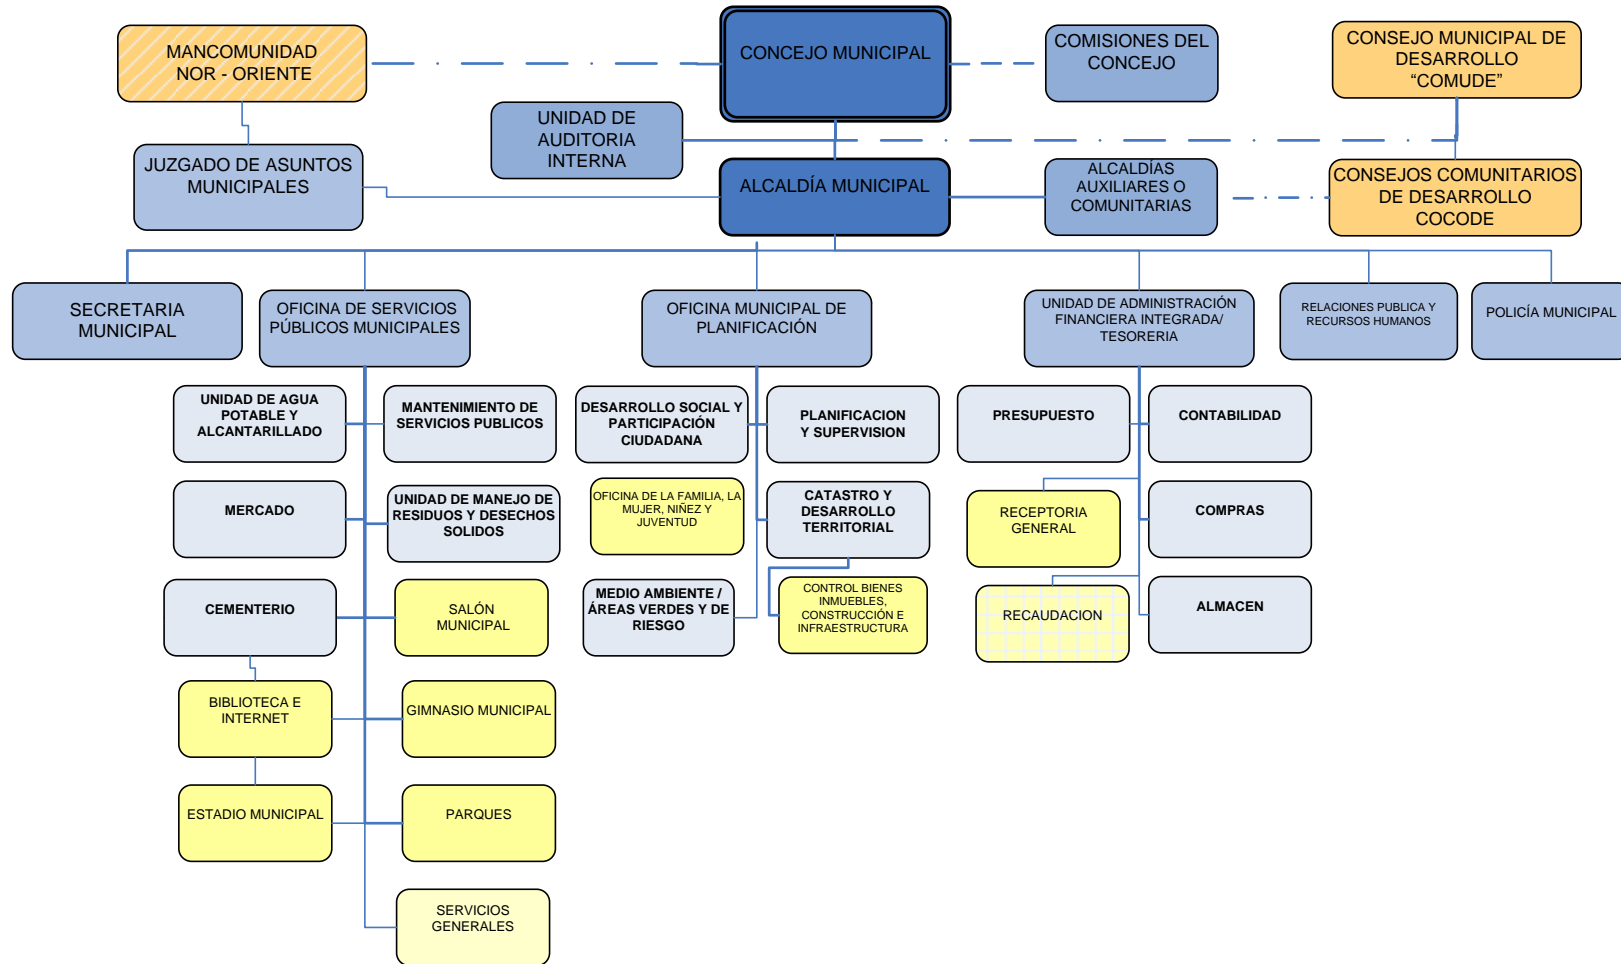 MANCOMUNIDAD
NOR - ORIENTE
CONCEJO MUNICIPAL
COMISIONES DEL
CONCEJO
CONSEJO MUNICIPAL DE
DESARROLLO
“COMUDE”
UNIDAD DE
AUDITORIA
INTERNA
JUZGADO DE ASUNTOS
MUNICIPALES
ALCALDÍA MUNICIPAL
ALCALDÍAS
AUXILIARES O
COMUNITARIAS
CONSEJOS COMUNITARIOS
DE DESARROLLO
COCODE
SECRETARIA
MUNICIPAL
OFICINA DE SERVICIOS
PÚBLICOS MUNICIPALES
OFICINA MUNICIPAL DE
PLANIFICACIÓN
UNIDAD DE ADMINISTRACIÓN
FINANCIERA INTEGRADA/
TESORERIA
RELACIONES PUBLICA Y
RECURSOS HUMANOS
POLICÍA MUNICIPAL
UNIDAD DE AGUA
POTABLE Y
ALCANTARILLADO
MANTENIMIENTO DE
SERVICIOS PUBLICOS
DESARROLLO SOCIAL Y
PARTICIPACIÓN
CIUDADANA
PLANIFICACION
Y SUPERVISION
PRESUPUESTO
CONTABILIDAD
MERCADO
UNIDAD DE MANEJO DE
RESIDUOS Y DESECHOS
SOLIDOS
OFICINA DE LA FAMILIA, LA
MUJER, NIÑEZ Y
JUVENTUD
CATASTRO Y
DESARROLLO
TERRITORIAL
RECEPTORIA
GENERAL
COMPRAS
CEMENTERIO
SALÓN
MUNICIPAL
MEDIO AMBIENTE /
ÁREAS VERDES Y DE
RIESGO
CONTROL BIENES
INMUEBLES,
CONSTRUCCIÓN E
INFRAESTRUCTURA
RECAUDACION
ALMACEN
BIBLIOTECA E
INTERNET
GIMNASIO MUNICIPAL
ESTADIO MUNICIPAL
PARQUES
SERVICIOS
GENERALES